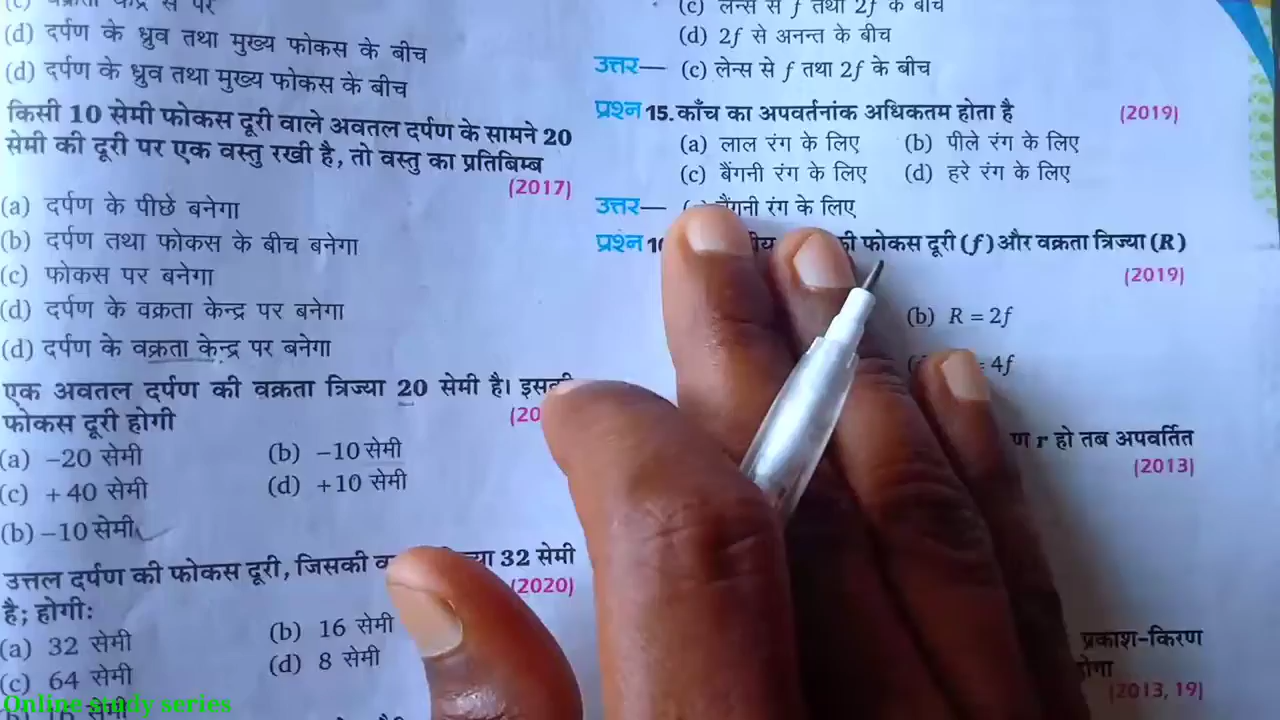 (d) दर्पण के ध्रुव तथा मुख्य फोकस के बीच
(d) दर्पण के ध्रुव तथा मुख्य फोकस के बीच
किसी 10 सेमी फोकस दूरी वाले अवतल दर्पण के सामने 20
सेमी की दूरी पर एक वस्तु रखी है, तो वस्तु का प्रतिबिम्ब
(2017)
(a) दर्पण के पीछे बनेगा
(b) दर्पण तथा फोकस के बीच बनेगा
(c) फोकस पर बनेगा
(d) दर्पण के वक्रता केन्द्र पर बनेगा
(d) दर्पण के वक्रता केन्द्र पर बनेगा
एक अवतल दर्पण की वक्रता त्रिज्या 20 सेमी है। इसकी
फोकस दूरी होगी
(a) –20 सेमी (b) –10 सेमी
(c) +40 सेमी (d) +10 सेमी
(b) –10 सेमी
उत्तल दर्पण की फोकस दूरी, जिसकी 32 सेमी
(2020)
है; होगी:
(a) 32 सेमी (b) 16 सेमी
(c) 64 सेमी (d) 8 सेमी
(c) लेन्स से f तथा 2f के बीच
(d) 2f से अनन्त के बीच
उत्तर— (c) लेन्स से f तथा 2f के बीच
प्रश्न 15. काँच का अपवर्तनांक अधिकतम होता है (2019)
(a) लाल रंग के लिए (b) पीले रंग के लिए
(c) बैंगनी रंग के लिए (d) हरे रंग के लिए
उत्तर— बैंगनी रंग के लिए
प्रश्न की फोकस दूरी (f) और वक्रता त्रिज्या (R)
(2019)
(b) R = 2f
= 4f
r हो तब अपवर्तित
(2013)
प्रकाश-किरण
(2013, 19)
Online study series